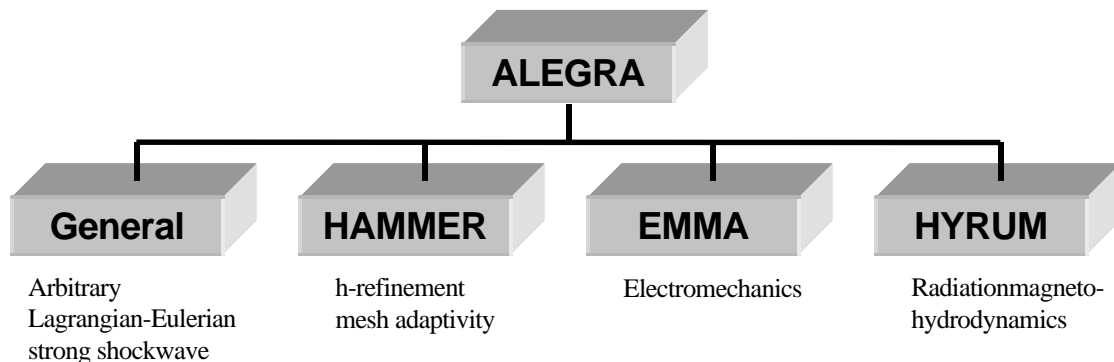 ALEGRA
General
HAMMER
EMMA
HYRUM
Arbitrary
Lagrangian-Eulerian
strong shockwave
h-refinement
mesh adaptivity
Electromechanics
Radiationmagneto-
hydrodynamics